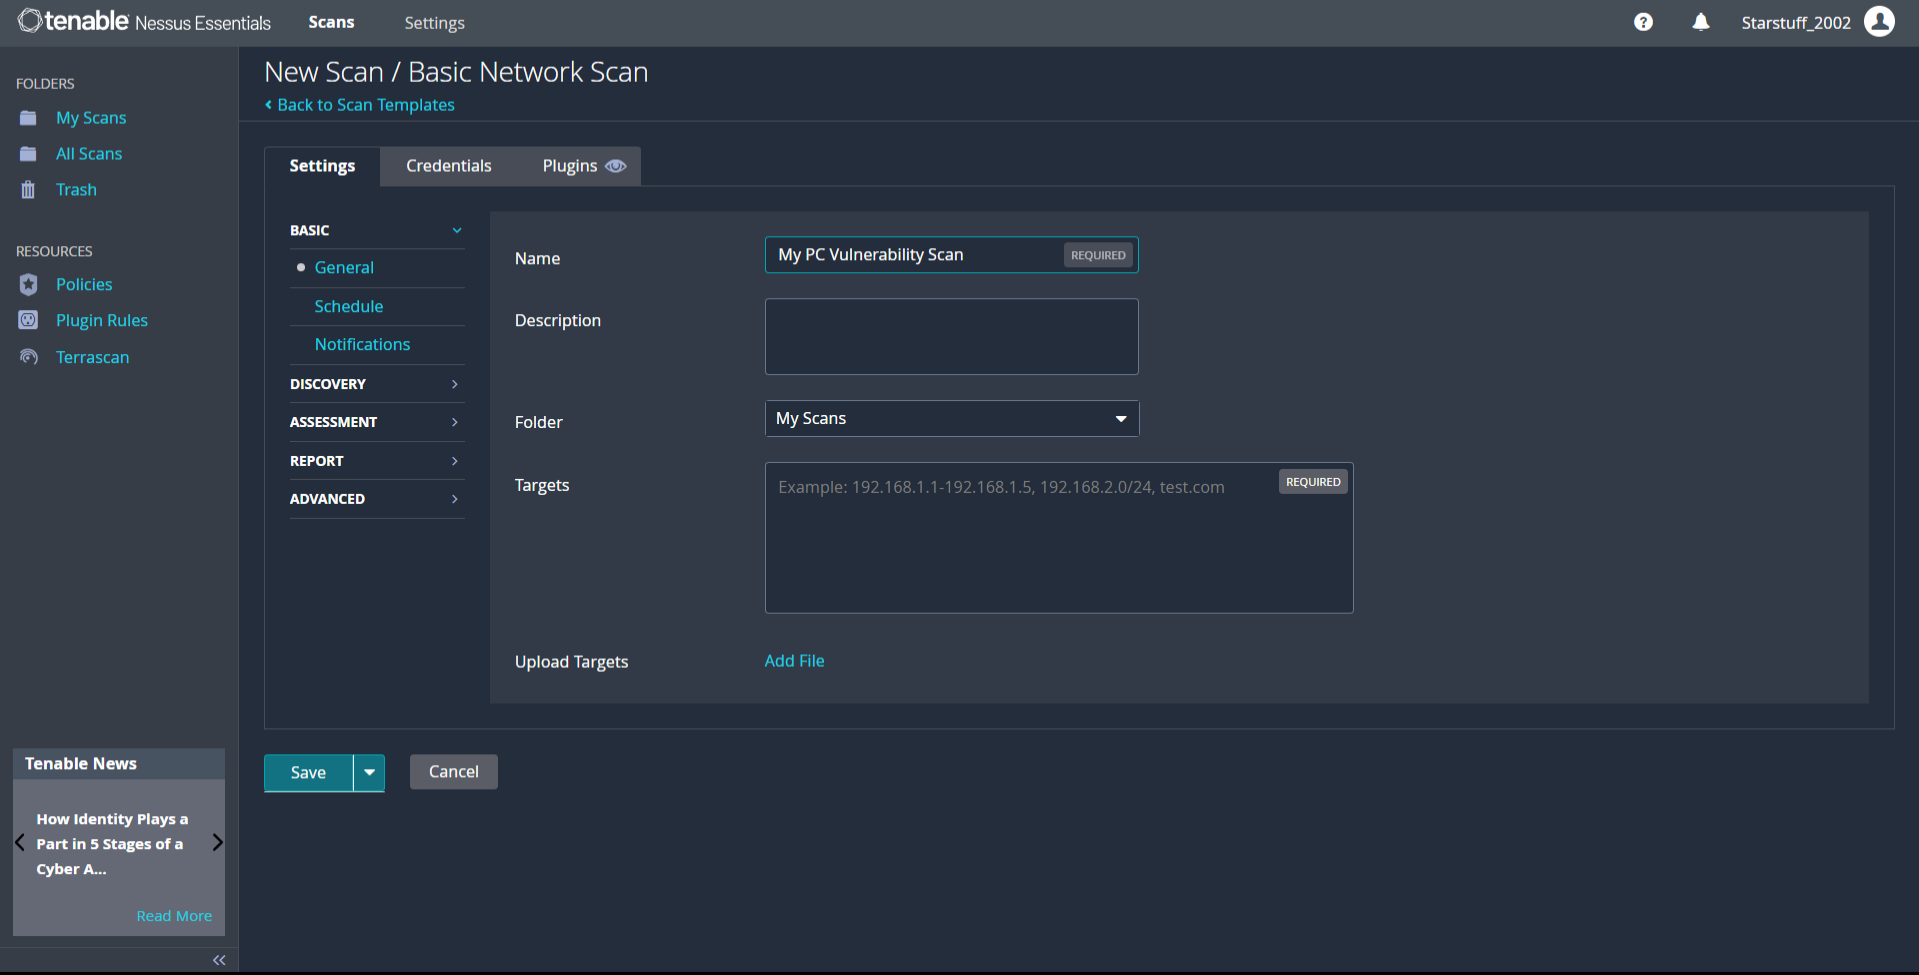 tenable Nessus Essentials
Scans
Settings
Starstuff_2002
FOLDERS
My Scans
All Scans
Trash
RESOURCES
Policies
Plugin Rules
Terrascan
Tenable News
How Identity Plays a
Part in 5 Stages of a
Cyber A...
Read More
New Scan / Basic Network Scan
Back to Scan Templates
Settings
Credentials
Plugins
BASIC
General
Schedule
Notifications
DISCOVERY
ASSESSMENT
REPORT
ADVANCED
Name
My PC Vulnerability Scan
REQUIRED
Description
Folder
My Scans
Targets
Example: 192.168.1.1-192.168.1.5, 192.168.2.0/24, test.com
REQUIRED
Upload Targets
Add File
Save
Cancel